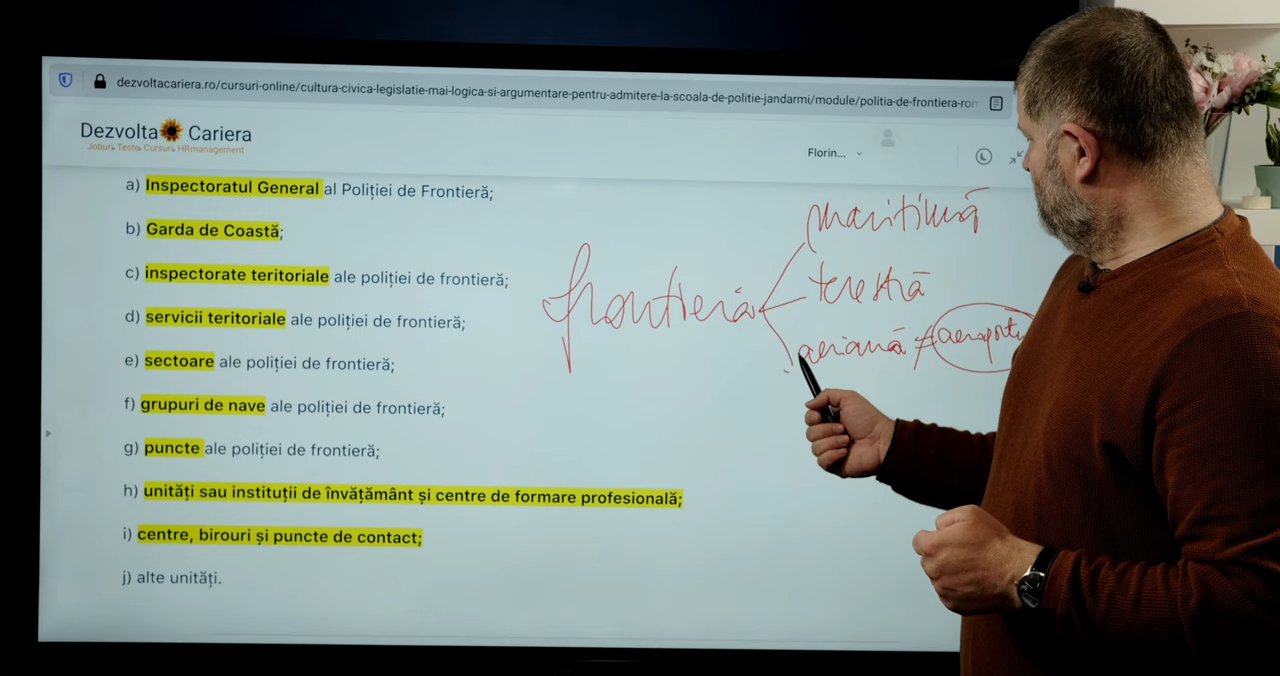 dezvoltacariera.ro/cursuri-online/cultura-civica-legislatie-mai-logica-si-argumentare-pentru-admitere-la-scoala-de-politie-jandarmi/module/politia-de-frontiera-rom
Dezvolta Cariera
Joburi, Teste, Cursuri, HRmanagement
Florin...
a) Inspectoratul General al Poliției de Frontieră;
b) Garda de Coastă;
c) inspectorate teritoriale ale poliției de frontieră;
d) servicii teritoriale ale poliției de frontieră;
e) sectoare ale poliției de frontieră;
f) grupuri de nave ale poliției de frontieră;
g) puncte ale poliției de frontieră;
h) unități sau instituții de învățământ și centre de formare profesională;
i) centre, birouri și puncte de contact;
j) alte unități.
frontieră
maritimă
terestră
aeriană ≠